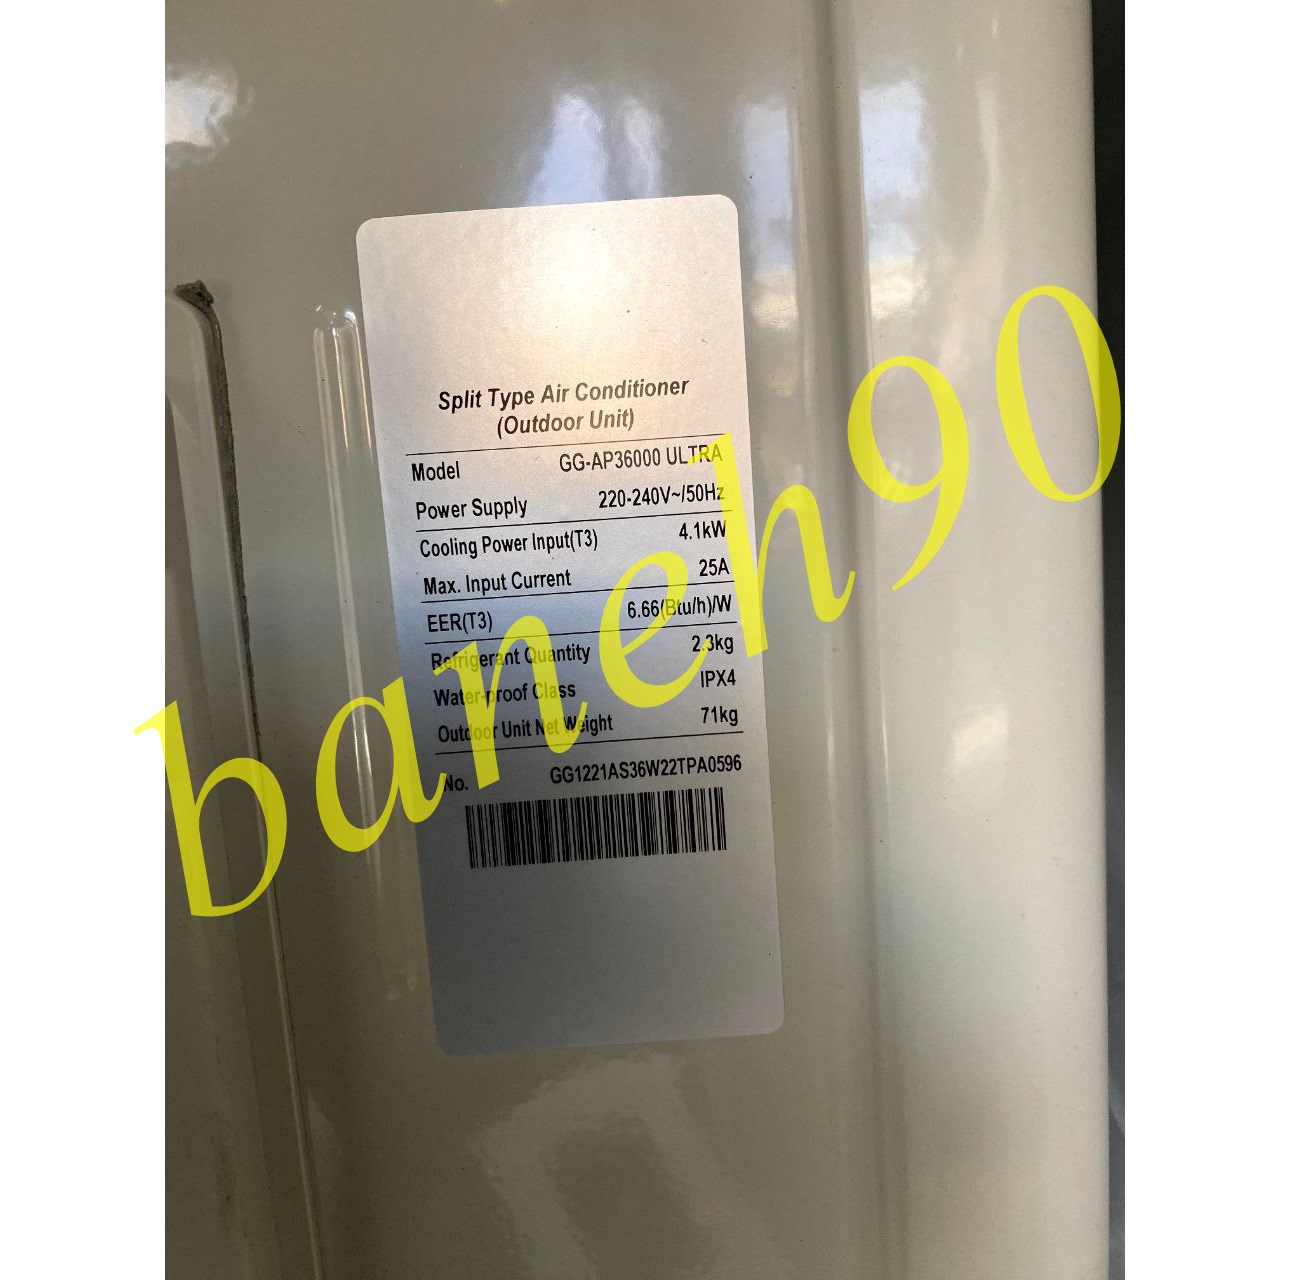 Split Type Air Conditioner
(Outdoor Unit)
Model GG-AP36000 ULTRA
Power Supply 220-240V~/50Hz
Cooling Power Input(T3) 4.1kW
Max. Input Current 25A
EER(T3) 6.66(Btu/h)/W
Refrigerant Quantity 2.3kg
Water-proof Class IPX4
Outdoor Unit Net Weight 71kg
No. GG1221AS36W22TPA0596
baneh90